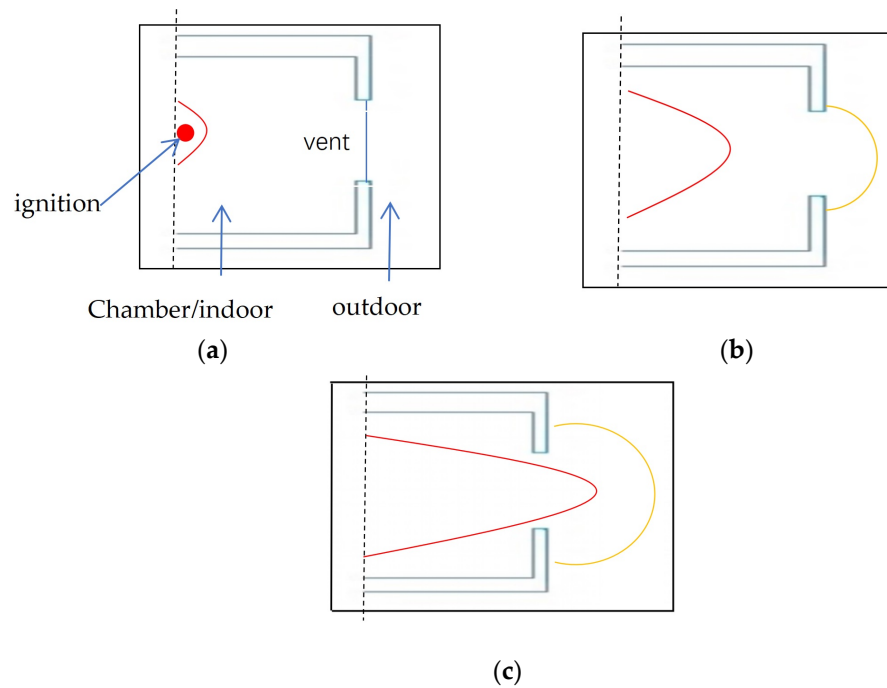 vent
ignition
Chamber/indoor
outdoor
(a)
(b)
(c)